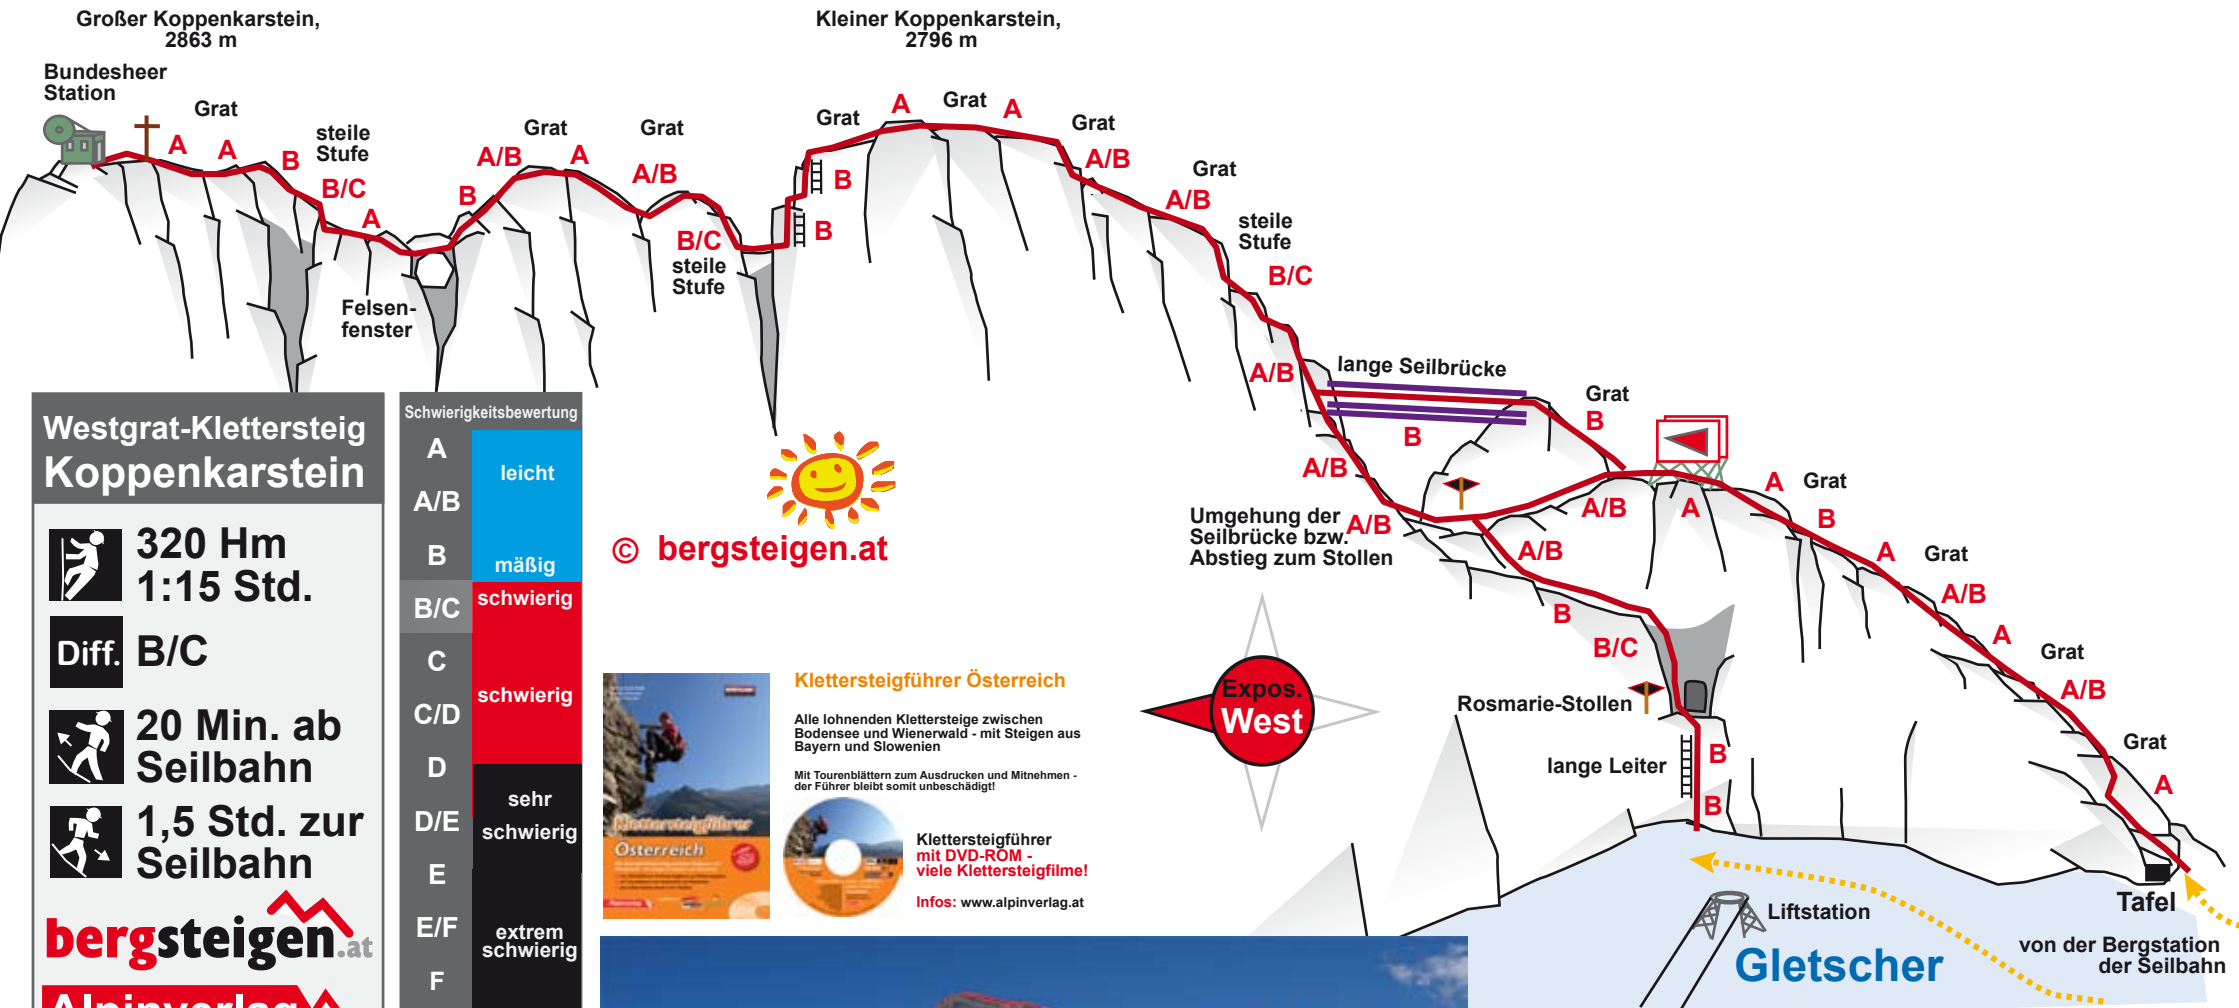 Großer Koppenkarstein,
2863 m
Kleiner Koppenkarstein,
2796 m
Bundesheer
Station
Grat
A
A
B
steile
Stufe
B/C
A
Felsen-
fenster
B
A/B
Grat
A
Grat
A/B
B/C
steile
Stufe
B
B
Grat
A
Grat
A
Grat
A/B
Grat
A/B
steile
Stufe
B/C
A/B
lange Seilbrücke
B
Grat
B
A/B
A/B
Umgehung der
Seilbrücke bzw.
Abstieg zum Stollen
A/B
A/B
A
A
Grat
B
A
Grat
A/B
A
Grat
A/B
Grat
A
B
B/C
Rosmarie-Stollen
lange Leiter
B
B
Tafel
Liftstation
Gletscher
von der Bergstation
der Seilbahn
Expos.
West
Westgrat-Klettersteig
Koppenkarstein
320 Hm
1:15 Std.
Diff. B/C
20 Min. ab
Seilbahn
1,5 Std. zur
Seilbahn
bergsteigen.at
Alpinverlag
Schwierigkeitsbewertung
A
leicht
A/B
B
mäßig
B/C
schwierig
C
schwierig
C/D
D
sehr
schwierig
D/E
E
E/F
extrem
schwierig
F
© bergsteigen.at
Klettersteigführer
Österreich
Klettersteigführer Österreich
Alle lohnenden Klettersteige zwischen
Bodensee und Wienerwald - mit Steigen aus
Bayern und Slowenien
Mit Tourenblättern zum Ausdrucken und Mitnehmen -
der Führer bleibt somit unbeschädigt!
Klettersteigführer
mit DVD-ROM -
viele Klettersteigfilme!
Infos: www.alpinverlag.at